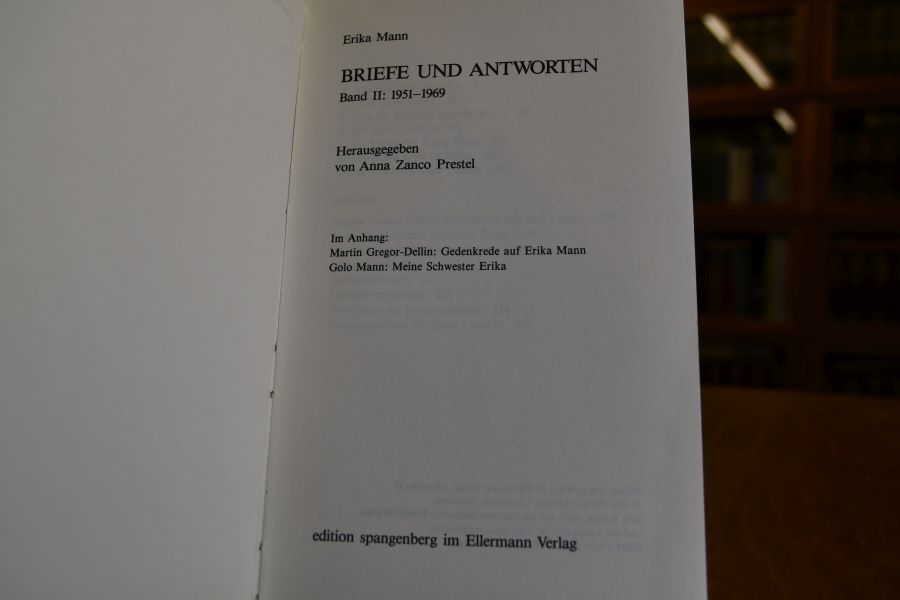 Erika Mann
BRIEFE UND ANTWORTEN
Band II: 1951–1969
Herausgegeben
von Anna Zanco Prestel
Im Anhang:
Martin Gregor-Dellin: Gedenkrede auf Erika Mann
Golo Mann: Meine Schwester Erika
edition spangenberg im Ellermann Verlag